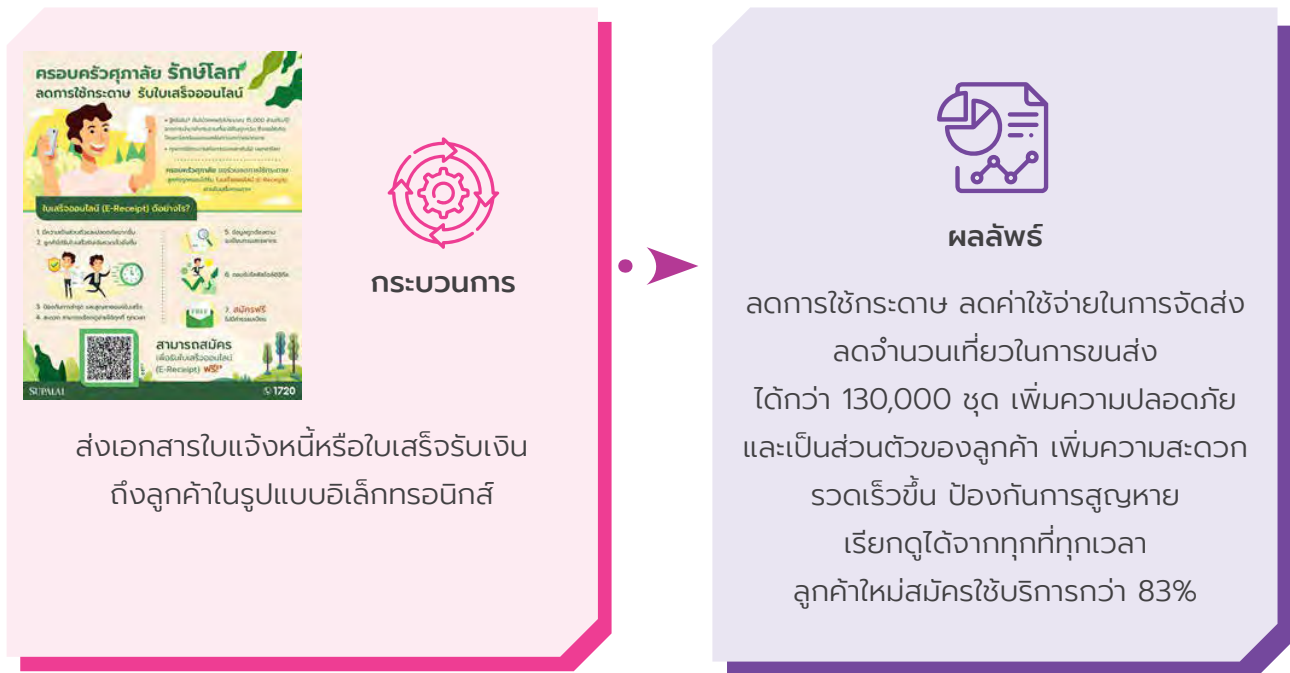 ครอบครัวศุภาลัย รักษ์โลก
ลดการใช้กระดาษ รับใบเสร็จออนไลน์
ใบเสร็จออนไลน์ (E-Receipt) ดีอย่างไร?
7. สมัครฟรี
FREE
สามารถสมัคร
เพื่อรับใบเสร็จออนไลน์
(E-Receipt) ฟรี!*
SUPALAI
1720
กระบวนการ
ส่งเอกสารใบแจ้งหนี้หรือใบเสร็จรับเงิน
ถึงลูกค้าในรูปแบบอิเล็กทรอนิกส์
ผลลัพธ์
ลดการใช้กระดาษ ลดค่าใช้จ่ายในการจัดส่ง
ลดจำนวนเที่ยวในการขนส่ง
ได้กว่า 130,000 ชุด เพิ่มความปลอดภัย
และเป็นส่วนตัวของลูกค้า เพิ่มความสะดวก
รวดเร็วขึ้น ป้องกันการสูญหาย
เรียกดูได้จากทุกที่ทุกเวลา
ลูกค้าใหม่สมัครใช้บริการกว่า 83%